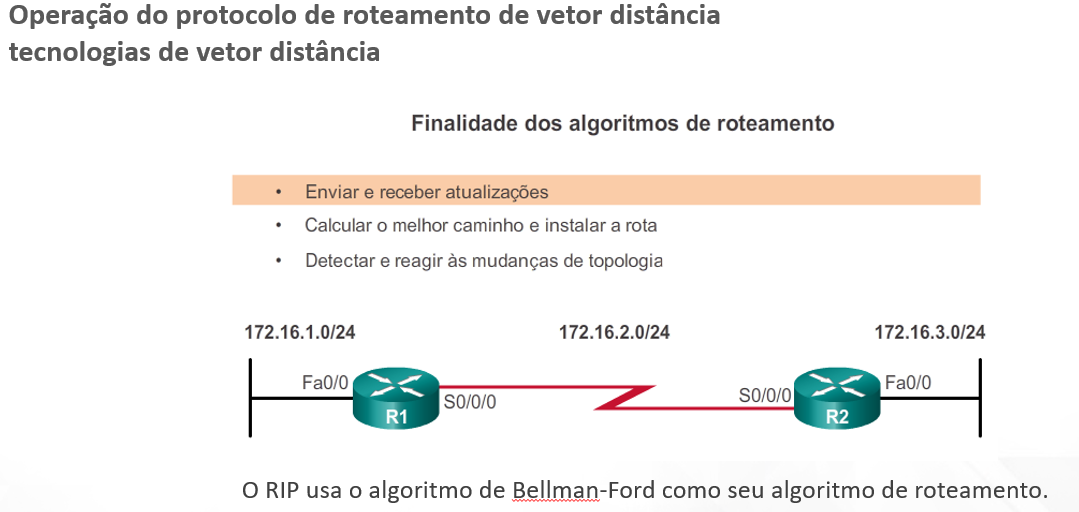 Operação do protocolo de roteamento de vetor distância
tecnologias de vetor distância
Finalidade dos algoritmos de roteamento
• Enviar e receber atualizações
• Calcular o melhor caminho e instalar a rota
• Detectar e reagir às mudanças de topologia
172.16.1.0/24 172.16.2.0/24 172.16.3.0/24
Fa0/0 S0/0/0 S0/0/0 Fa0/0
R1 R2
O RIP usa o algoritmo de Bellman-Ford como seu algoritmo de roteamento.